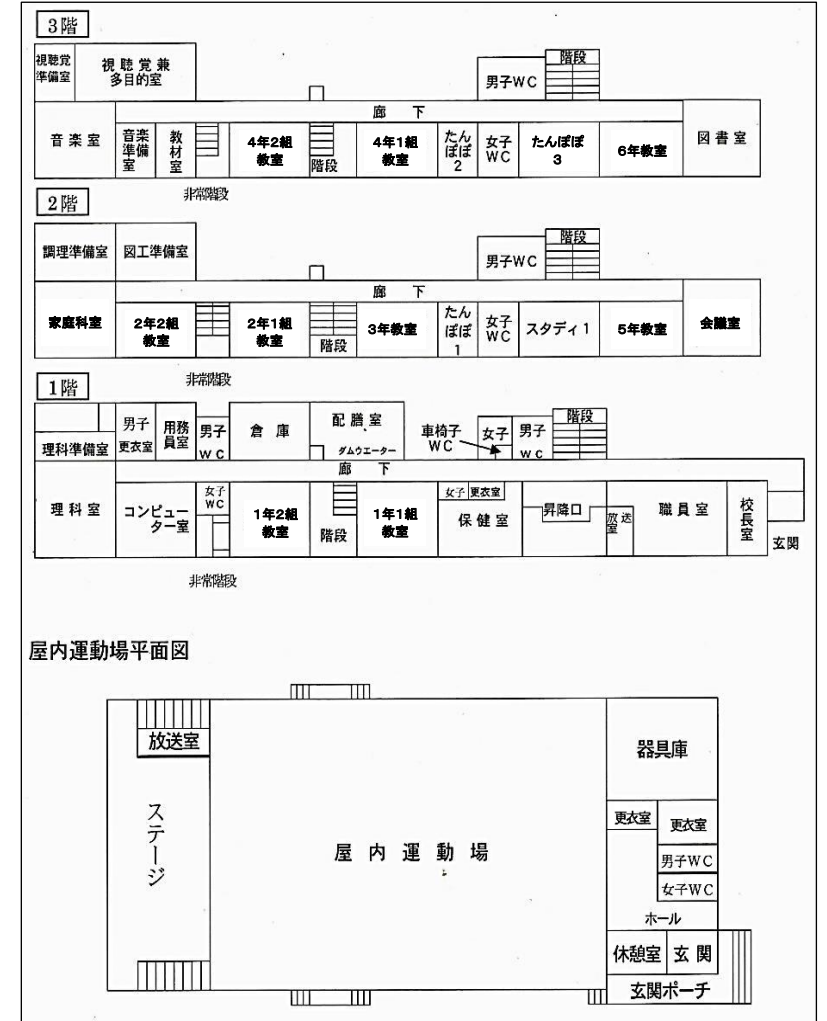 3階
視聴覚
準備室
視聴覚兼
多目的室
男子WC
階段
廊下
音楽室
音楽
準備
室
教
材
室
4年2組
教室
階段
4年1組
教室
たん
ぽぽ
2
女子
WC
たんぽぽ
3
6年教室
図書室
非常階段
2階
調理準備室
図工準備室
男子WC
階段
廊下
家庭科室
2年2組
教室
2年1組
教室
階段
3年教室
たん
ぽぽ
1
女子
WC
スタディ1
5年教室
会議室
非常階段
1階
理科準備室
男子
更衣室
用務
員室
男子
WC
倉庫
配膳室
ダムウエーター
車椅子
WC
女子
男子
WC
階段
廊下
理科室
コンピュー
ター室
女子
WC
1年2組
教室
階段
1年1組
教室
女子更衣室
保健室
昇降口
放送
室
職員室
校
長
室
玄関
非常階段
屋内運動場平面図
放送室
ステージ
屋内運動場
器具庫
更衣室
更衣室
男子WC
女子WC
ホール
休憩室
玄関
玄関ポーチ